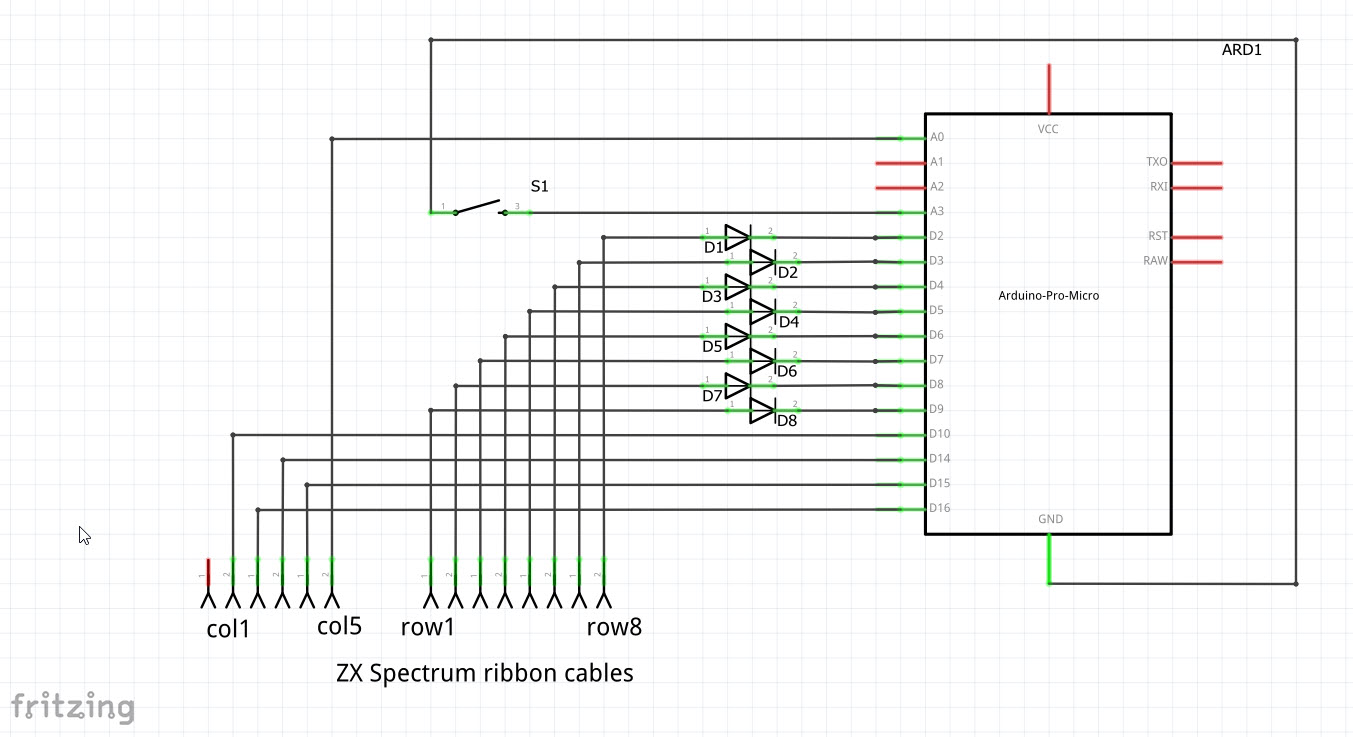 ARD1
VCC
A0
A1
TXO
A2
RXI
S1
1
3
A3
1
2
D2
RST
D1
1
2
D3
RAW
D2
1
2
D4
D3
Arduino-Pro-Micro
1
2
D5
D4
1
2
D6
D5
1
2
D7
D6
1
2
D8
D7
1
2
D9
D8
D10
D14
D15
D16
GND
1
2
1
2
1
2
1
2
1
2
1
2
1
2
col1
col5
row1
row8
ZX Spectrum ribbon cables
fritzing